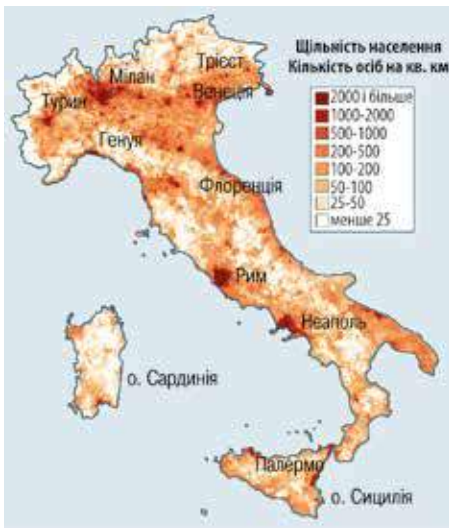 Щільність населення
Кількість осіб на кв. км
2000 і більше
1000-2000
500-1000
200-500
100-200
50-100
25-50
менше 25
Трієст
Мілан
Венеція
Турин
Генуя
Флоренція
Рим
Неаполь
о. Сардинія
Палермо
о. Сицилія